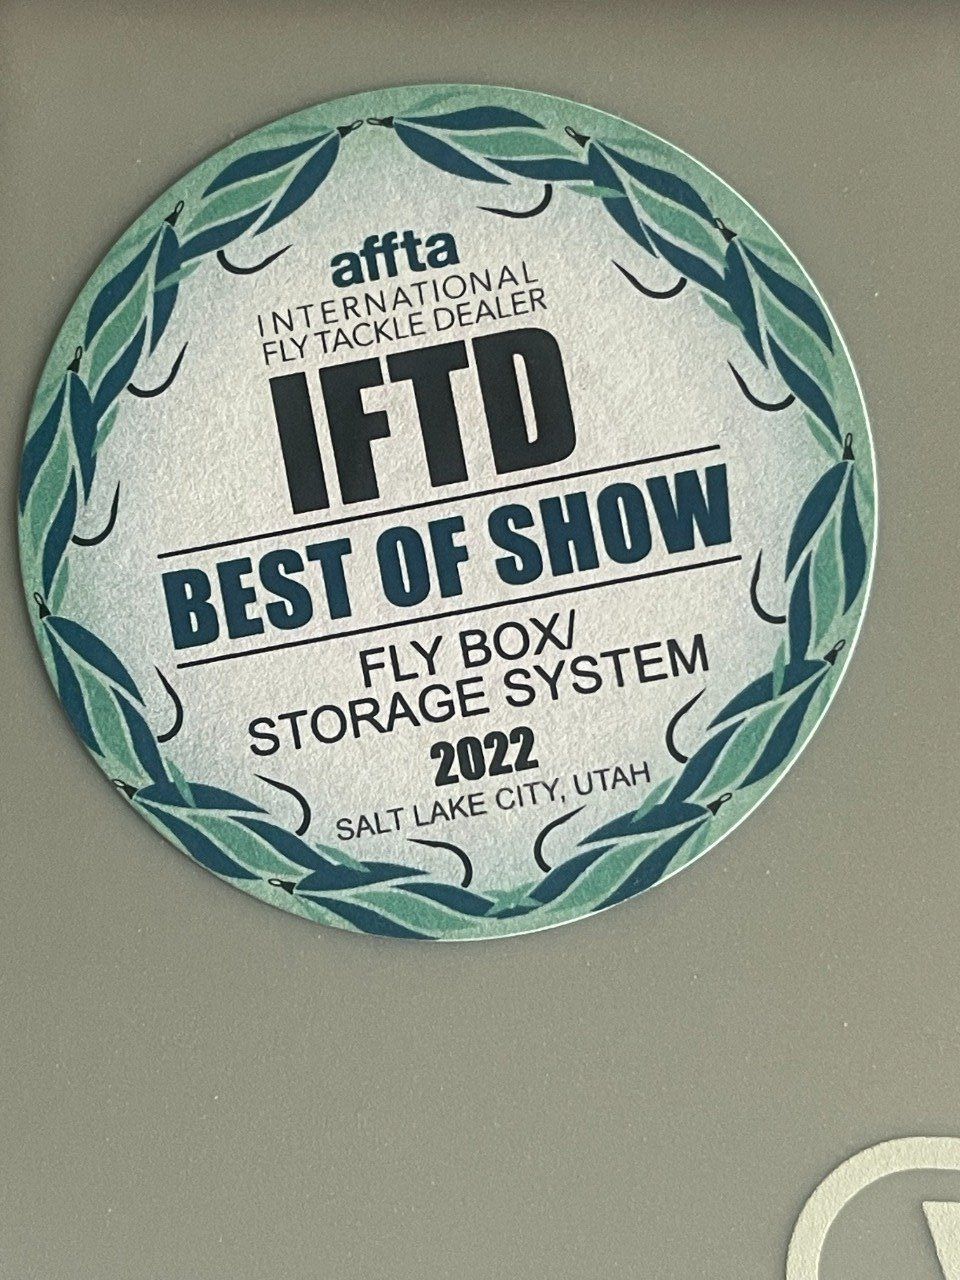 affta
INTERNATIONAL
FLY TACKLE DEALER
IFTD
BEST OF SHOW
FLY BOX/
STORAGE SYSTEM
2022
SALT LAKE CITY, UTAH